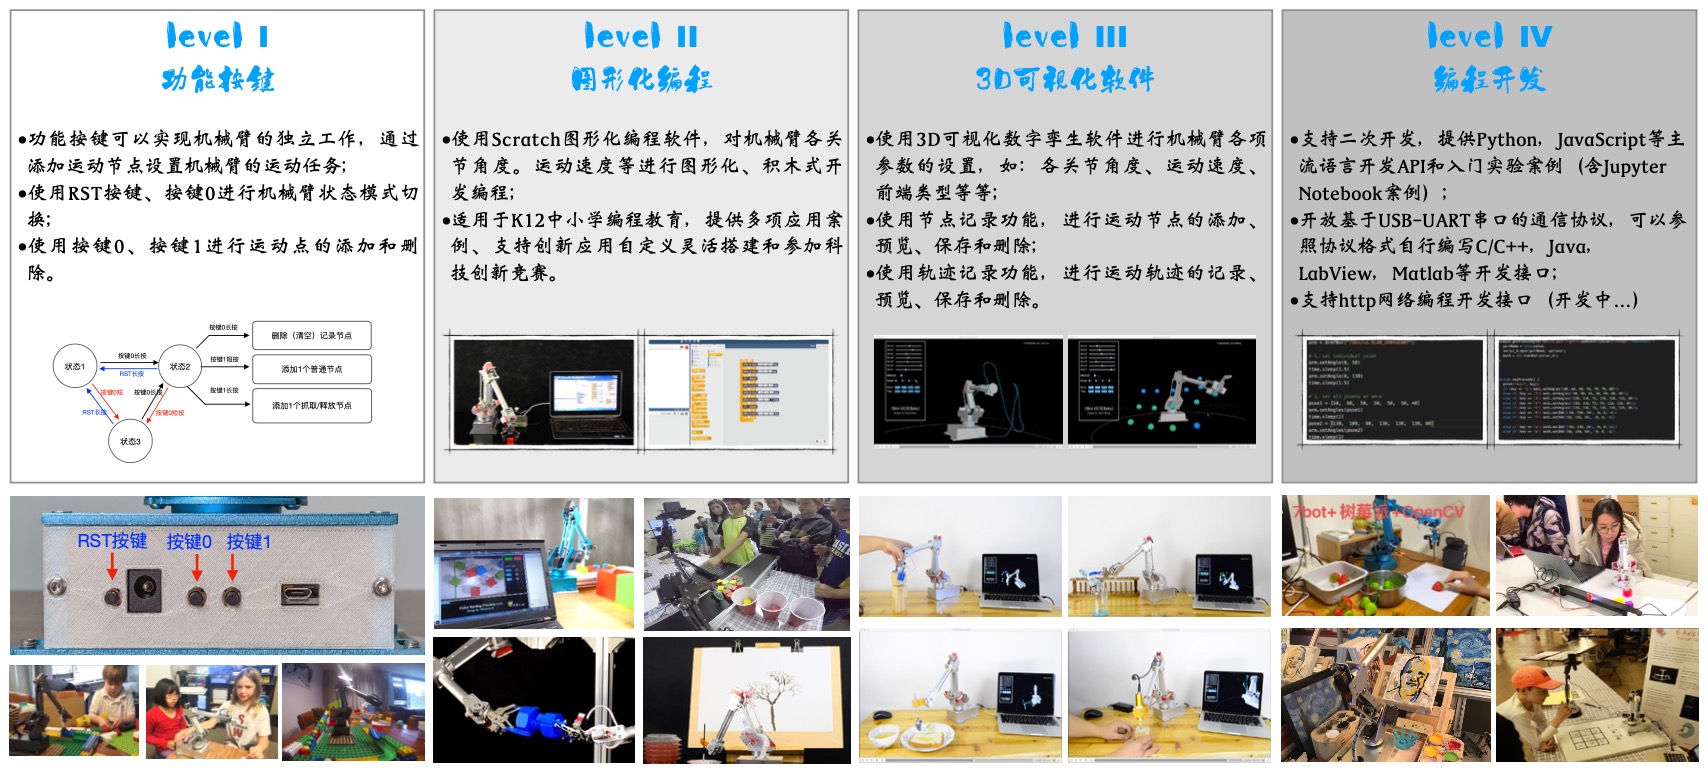 level I
功能按键
●功能按键可以实现机械臂的独立工作，通过
添加运动节点设置机械臂的运动任务;
●使用RST按键、按键0进行机械臂状态模式切
换;
●使用按键0、按键1进行运动点的添加和删
除。
按键0长按
删除（清空）记录节点
状态1
按键0长按
RST长按
状态2
按键1短按
添加1个普通节点
按键0短
按键0长按
按键1长按
添加1个抓取/释放节点
RST长按
按键0短按
状态3
level II
图形化编程
●使用Scratch图形化编程软件，对机械臂各关
节角度。运动速度等进行图形化、积木式开
发编程;
●适用于K12中小学编程教育，提供多项应用案
例、支持创新应用自定义灵活搭建和参加科
技创新竞赛。
level III
3D可视化软件
●使用3D可视化数字孪生软件进行机械臂各项
参数的设置，如：各关节角度、运动速度、
前端类型等等;
●使用节点记录功能，进行运动节点的添加、
预览、保存和删除;
●使用轨迹记录功能，进行运动轨迹的记录、
预览、保存和删除。
level IV
编程开发
●支持二次开发，提供Python，JavaScript等主
流语言开发API和入门实验案例（含Jupyter
Notebook案例）;
●开放基于USB-UART串口的通信协议，可以参
照协议格式自行编写C/C++，Java，
LabView，Matlab等开发接口;
●支持http网络编程开发接口（开发中...）
RST按键 按键0 按键1
7bot+树莓派+OpenCV